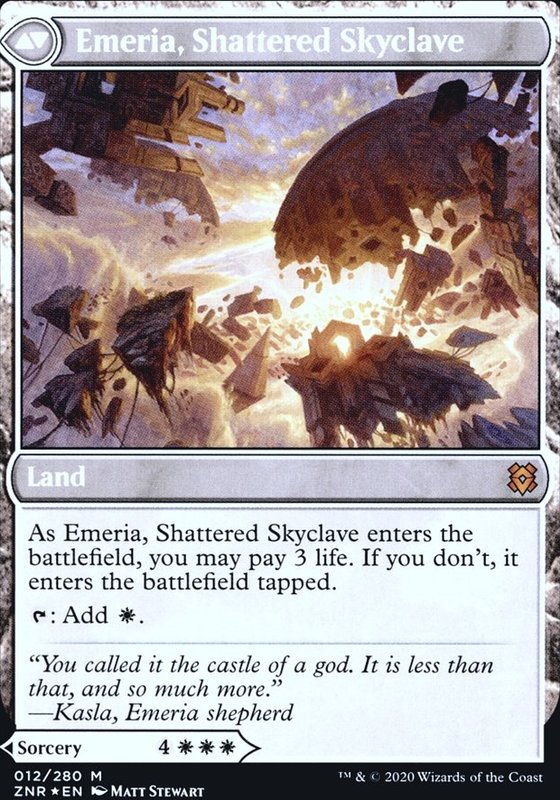 Emeria, Shattered Skyclave
Land
As Emeria, Shattered Skyclave enters the
battlefield, you may pay 3 life. If you don't, it
enters the battlefield tapped.
: Add .
"You called it the castle of a god. It is less than
that, and so much more."
—Kasla, Emeria shepherd
Sorcery 4
012/280 M
ZNR ★ EN Matt Stewart
™ & © 2020 Wizards of the Coast